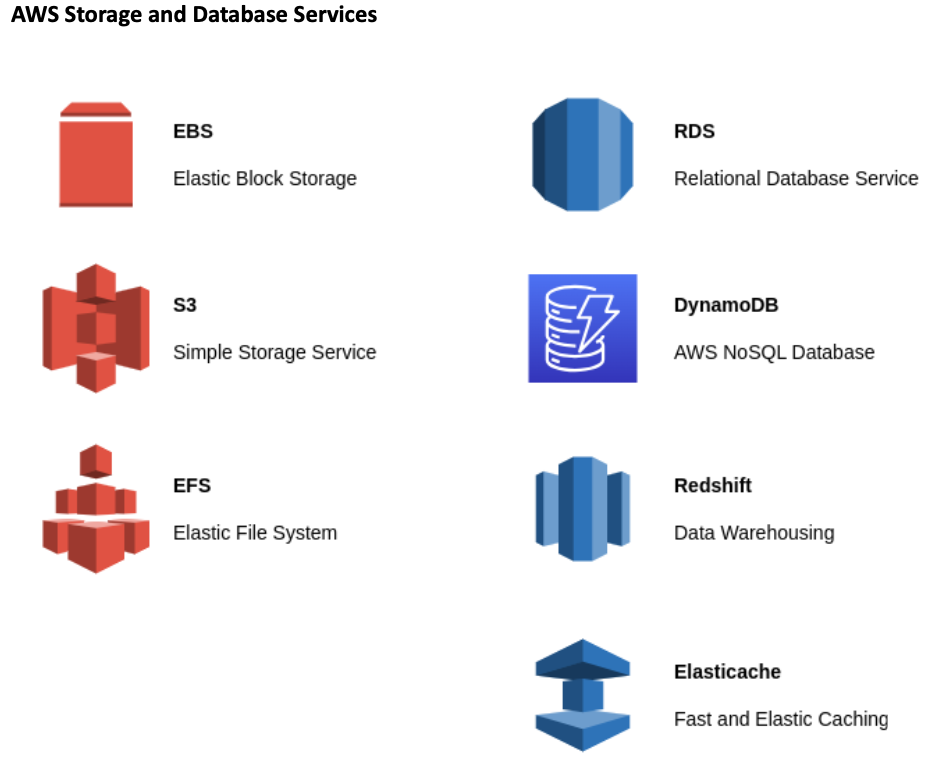 AWS Storage and Database Services
EBS
Elastic Block Storage
S3
Simple Storage Service
EFS
Elastic File System
RDS
Relational Database Service
DynamoDB
AWS NoSQL Database
Redshift
Data Warehousing
Elasticache
Fast and Elastic Caching